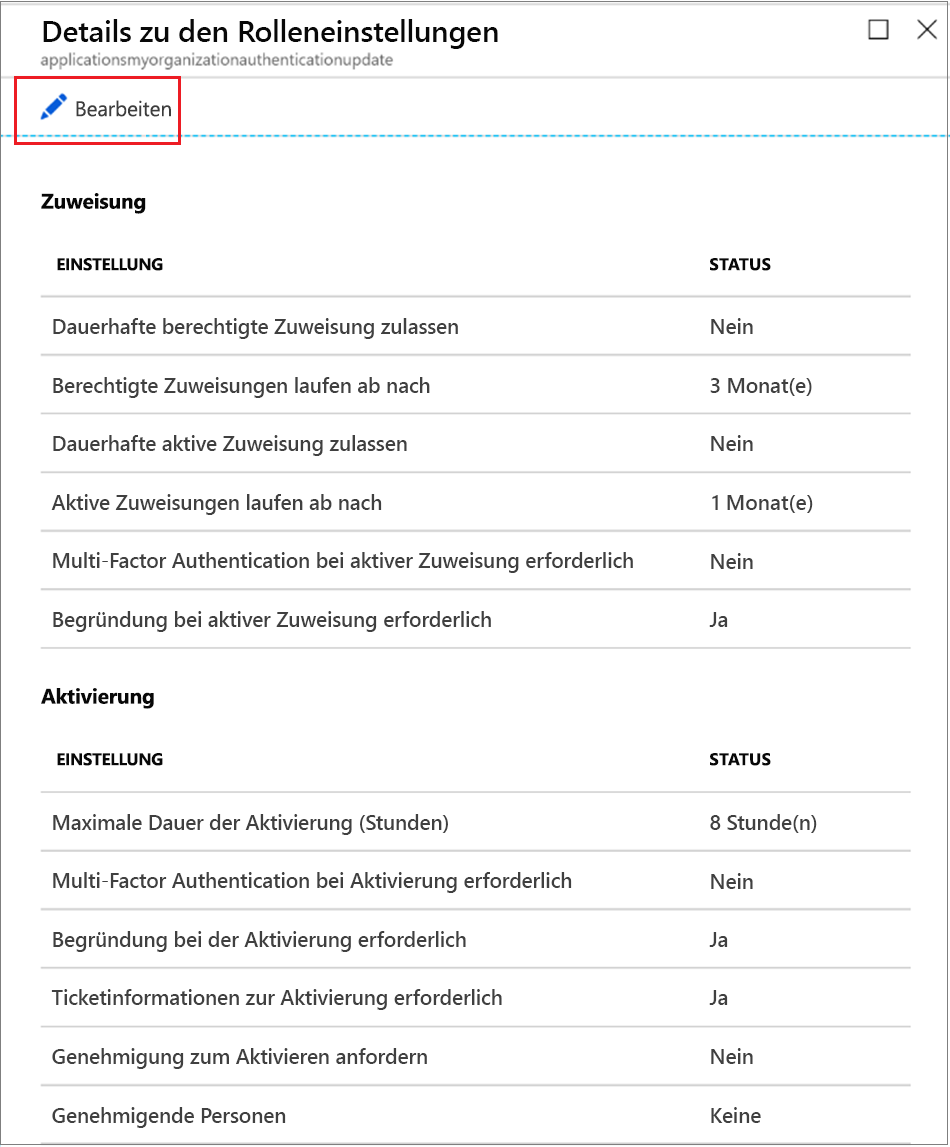 Details zu den Rolleneinstellungen
applicationsmyorganizationauthenticationupdate
Bearbeiten
Zuweisung
EINSTELLUNG STATUS
Dauerhafte berechtigte Zuweisung zulassen Nein
Berechtigte Zuweisungen laufen ab nach 3 Monat(e)
Dauerhafte aktive Zuweisung zulassen Nein
Aktive Zuweisungen laufen ab nach 1 Monat(e)
Multi-Factor Authentication bei aktiver Zuweisung erforderlich Nein
Begründung bei aktiver Zuweisung erforderlich Ja
Aktivierung
EINSTELLUNG STATUS
Maximale Dauer der Aktivierung (Stunden) 8 Stunde(n)
Multi-Factor Authentication bei Aktivierung erforderlich Nein
Begründung bei der Aktivierung erforderlich Ja
Ticketinformationen zur Aktivierung erforderlich Ja
Genehmigung zum Aktivieren anfordern Nein
Genehmigende Personen Keine